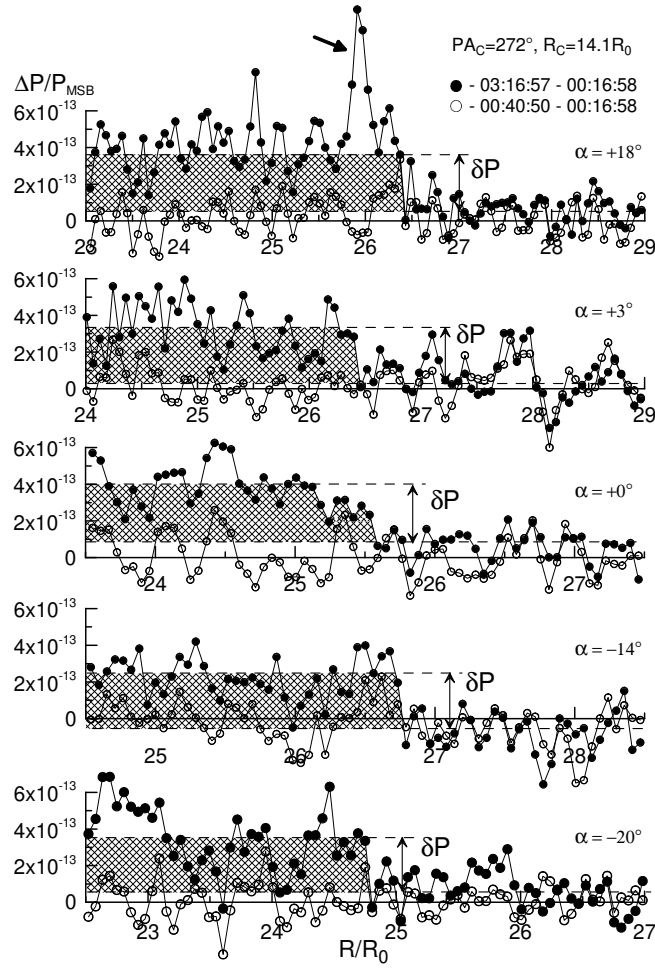 PA_C=272°, R_C=14.1R_0
ΔP/P_MSB
● - 03:16:57 - 00:16:58
○ - 00:40:50 - 00:16:58
6x10^-13
4x10^-13
2x10^-13
0
δP
α = +18°
23 24 25 26 27 28 29
6x10^-13
4x10^-13
2x10^-13
0
δP
α = +3°
24 25 26 27 28 29
6x10^-13
4x10^-13
2x10^-13
0
δP
α = +0°
24 25 26 27
6x10^-13
4x10^-13
2x10^-13
0
δP
α = −14°
25 26 27 28
6x10^-13
4x10^-13
2x10^-13
0
δP
α = −20°
23 24 25 26 27
R/R_0